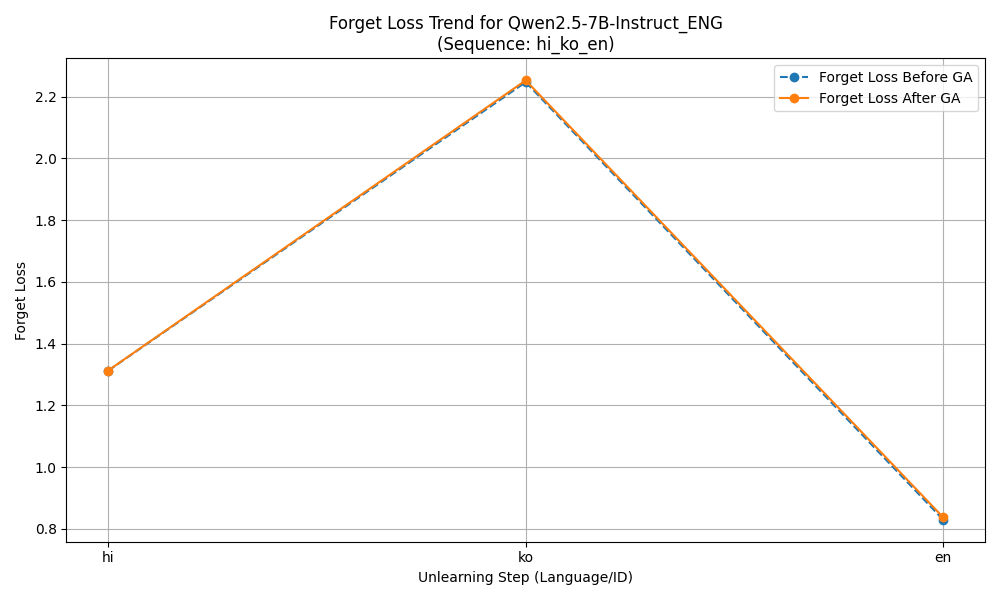 Forget Loss Trend for Qwen2.5-7B-Instruct_ENG
(Sequence: hi_ko_en)
Forget Loss Before GA
Forget Loss After GA
Forget Loss
2.2
2.0
1.8
1.6
1.4
1.2
1.0
0.8
hi
ko
en
Unlearning Step (Language/ID)